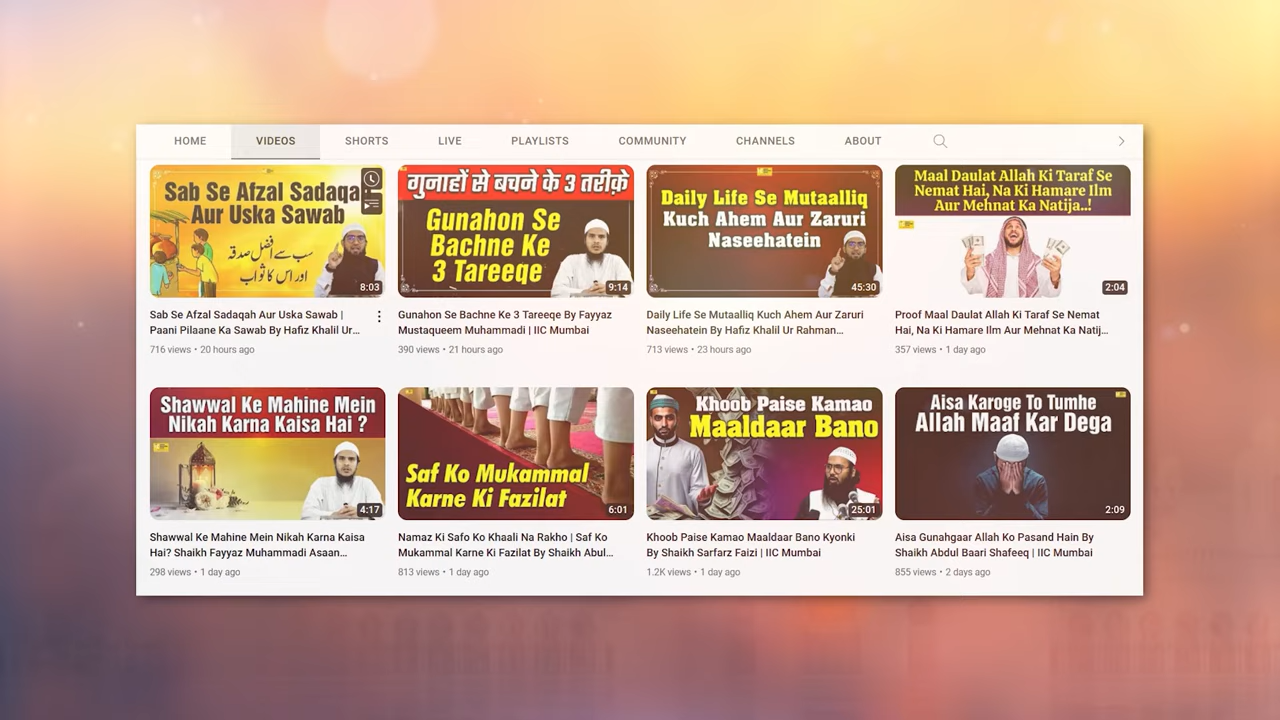 HOME
VIDEOS
SHORTS
LIVE
PLAYLISTS
COMMUNITY
CHANNELS
ABOUT
Sab Se Afzal Sadaqa
Aur Uska Sawab
سب سے افضل صدقہ
اور اس کا ثواب
8:03
Sab Se Afzal Sadaqah Aur Uska Sawab |
Paani Pilaane Ka Sawab By Hafiz Khalil Ur...
716 views • 20 hours ago
गुनाहों से बचने के 3 तरीक़े
Gunahon Se
Bachne Ke
3 Tareeqe
9:14
Gunahon Se Bachne Ke 3 Tareeqe By Fayyaz
Mustaqueem Muhammadi | IIC Mumbai
390 views • 21 hours ago
Daily Life Se Mutaalliq
Kuch Ahem Aur Zaruri
Naseehatein
45:30
Daily Life Se Mutaalliq Kuch Ahem Aur Zaruri
Naseehatein By Hafiz Khalil Ur Rahman...
713 views • 23 hours ago
Maal Daulat Allah Ki Taraf Se
Nemat Hai, Na Ki Hamare Ilm
Aur Mehnat Ka Natija..!
2:04
Proof Maal Daulat Allah Ki Taraf Se Nemat
Hai, Na Ki Hamare Ilm Aur Mehnat Ka Natij...
357 views • 1 day ago
Shawwal Ke Mahine Mein
Nikah Karna Kaisa Hai ?
4:17
Shawwal Ke Mahine Mein Nikah Karna Kaisa
Hai? Shaikh Fayyaz Muhammadi Asaan...
298 views • 1 day ago
Saf Ko Mukammal
Karne Ki Fazilat
6:01
Namaz Ki Safo Ko Khaali Na Rakho | Saf Ko
Mukammal Karne Ki Fazilat By Shaikh Abul...
813 views • 1 day ago
Khoob Paise Kamao
Maaldaar Bano
25:01
Khoob Paise Kamao Maaldaar Bano Kyonki
By Shaikh Sarfarz Faizi | IIC Mumbai
1.2K views • 1 day ago
Aisa Karoge To Tumhe
Allah Maaf Kar Dega
2:09
Aisa Gunahgaar Allah Ko Pasand Hain By
Shaikh Abdul Baari Shafeeq | IIC Mumbai
855 views • 2 days ago